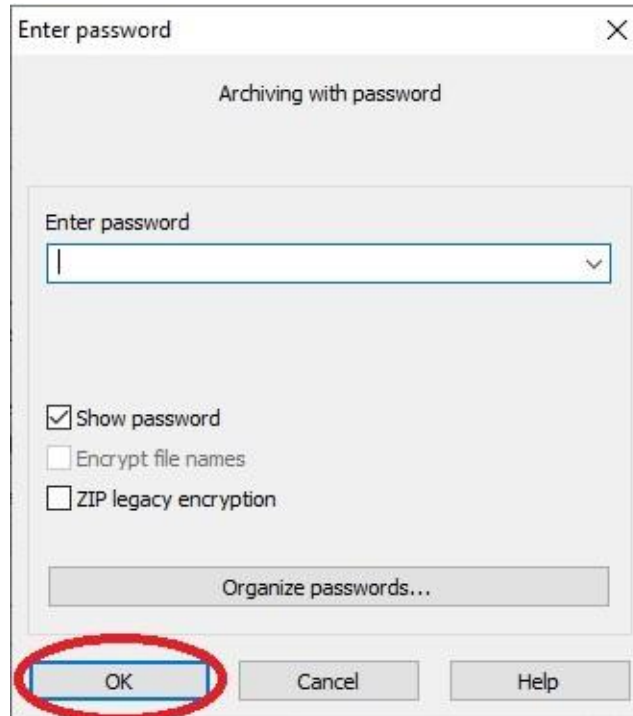 Enter password
Archiving with password
Enter password
Show password
Encrypt file names
ZIP legacy encryption
Organize passwords...
OK Cancel Help